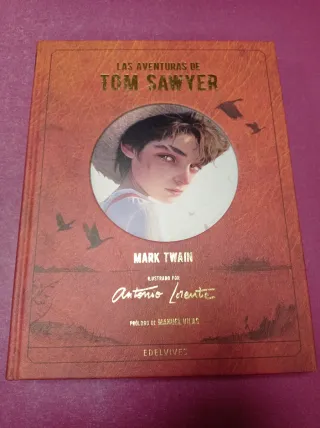 LAS AVENTURAS DE
TOM SAWYER
MARK TWAIN
ILUSTRADO POR
Antonio Lorente
PRÓLOGO DE MANUEL VILAS
EDELVIVES